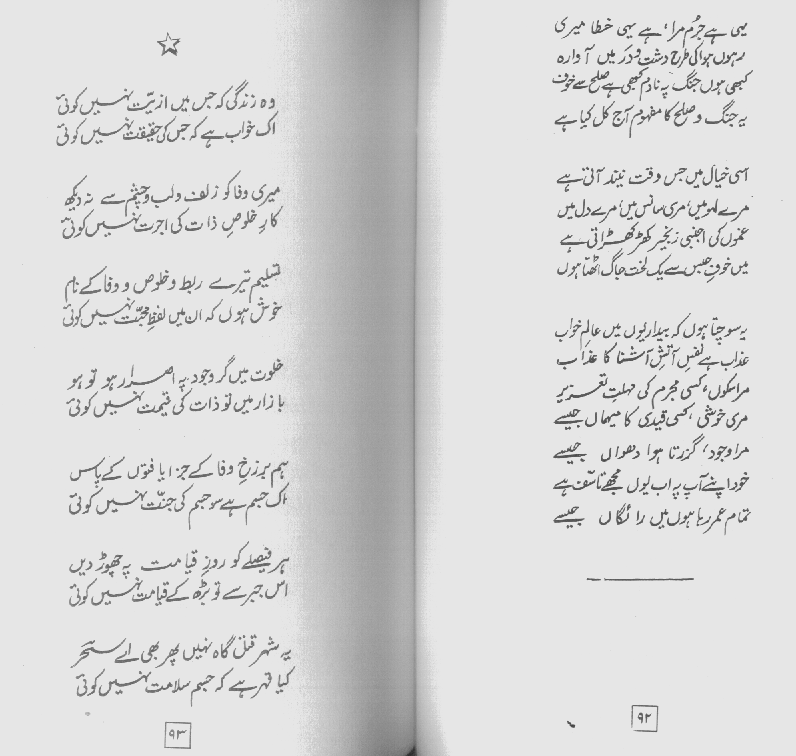 یہی ہے جُرم مرا، ہے یہی خطا میری
رہوں ہوا کی طرح دشت و در میں آوارہ
کبھی ہوں جنگ پہ نادم کبھی ہے صلح سے خوف
یہ جنگ و صلح کا مفہوم آج کل کیا ہے
اسی خیال میں جس وقت نیند آتی ہے
مرے لہو میں، مری سانس میں، مرے دل میں
غموں کی اجنبی زنجیر کھڑکھڑاتی ہے
میں خوفِ حبس سے یک لخت جاگ اٹھتا ہوں
یہ سوچتا ہوں کہ بیداریوں میں عالمِ خواب
عذاب ہے نفسِ آتش آشنا کا عذاب
مرا سکوں، کسی مجرم کی مہلتِ تعزیر
مری خوشی، کسی قیدی کا میہماں جیسے
مرا وجود، گزرتا ہوا دھواں جیسے
خود اپنے آپ پہ اب یوں مجھے تاسّف ہے
تمام عمر رہا ہوں میں رائگاں جیسے
۹۲
وہ زندگی کہ جس میں اذیّت نہیں کوئی
اک خواب ہے کہ جس کی حقیقت نہیں کوئی
میری وفا کو زلف و لب و چشم سے نہ دیکھ
کارِ خلوصِ ذات کی اجرت نہیں کوئی
تسلیم تیرے ربط و خلوص و وفا کے نام
خوش ہوں کہ ان میں لفظِ محبّت نہیں کوئی
خلوت میں گر وجود پہ اصرار ہو تو ہو
بازار میں تو ذات کی قیمت نہیں کوئی
ہم برزخِ وفا کے جزا یافتوں کے پاس
اک جسم ہے سو جسم کی جنّت نہیں کوئی
ہر فیصلے کو روزِ قیامت پہ چھوڑ دیں
اس جبر سے تو بڑھ کے قیامت نہیں کوئی
یہ شہر قتل گاہ نہیں پھر بھی اے سحر
کیا قہر ہے کہ جسم سلامت نہیں کوئی
۹۳